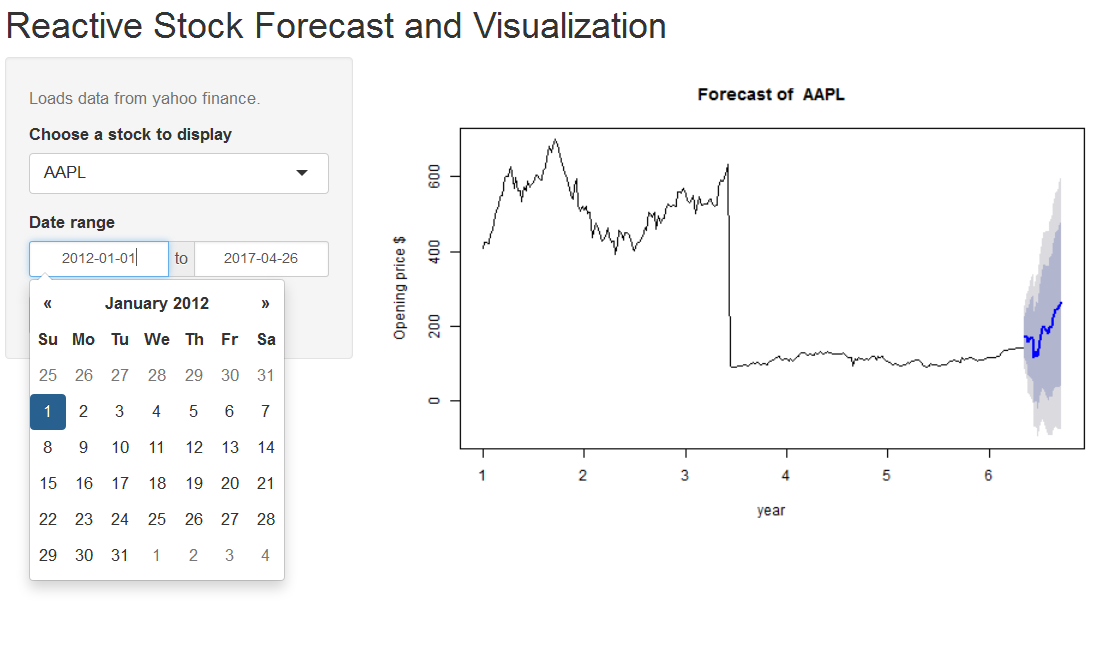 Reactive Stock Forecast and Visualization
Loads data from yahoo finance.
Choose a stock to display
AAPL
Date range
2012-01-01 to 2017-04-26
« January 2012 »
Su Mo Tu We Th Fr Sa
25 26 27 28 29 30 31
1 2 3 4 5 6 7
8 9 10 11 12 13 14
15 16 17 18 19 20 21
22 23 24 25 26 27 28
29 30 31 1 2 3 4
Forecast of AAPL
Opening price $
600
400
200
0
1 2 3 4 5 6
year